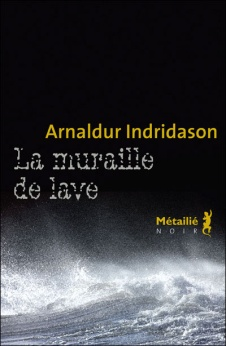 Arnaldur Indridason
La muraille
de lave
Métailié
NOIR